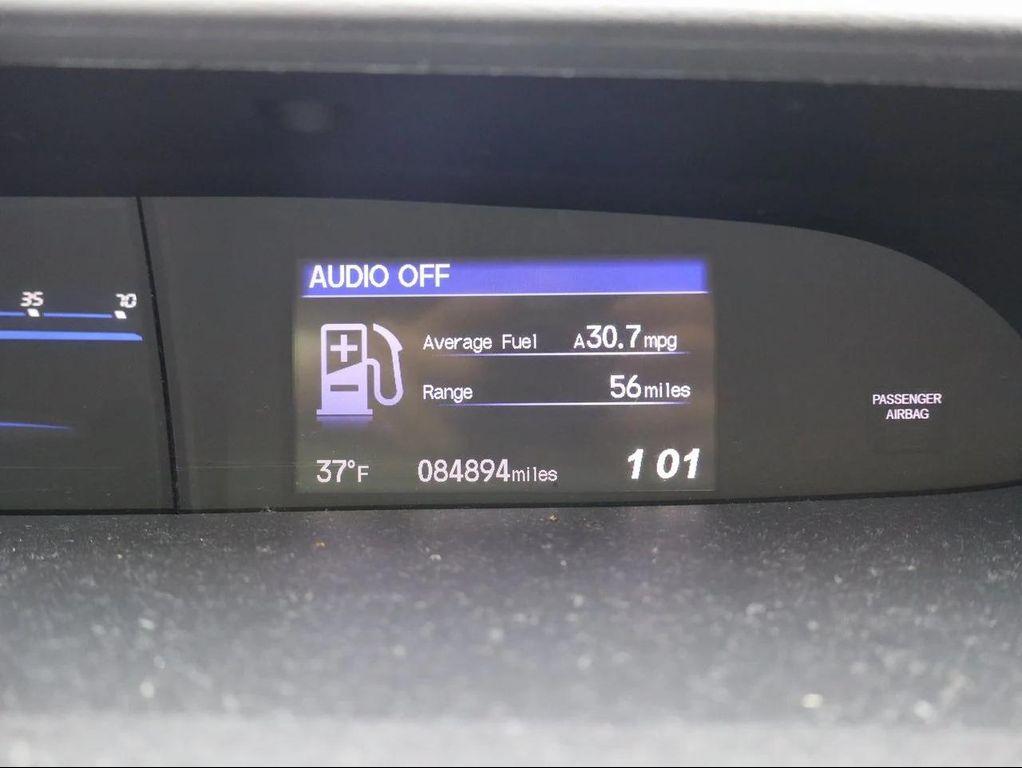 35 70
AUDIO OFF
Average Fuel A30.7mpg
Range 56miles
PASSENGER
AIRBAG
37°F 084894miles 1 01